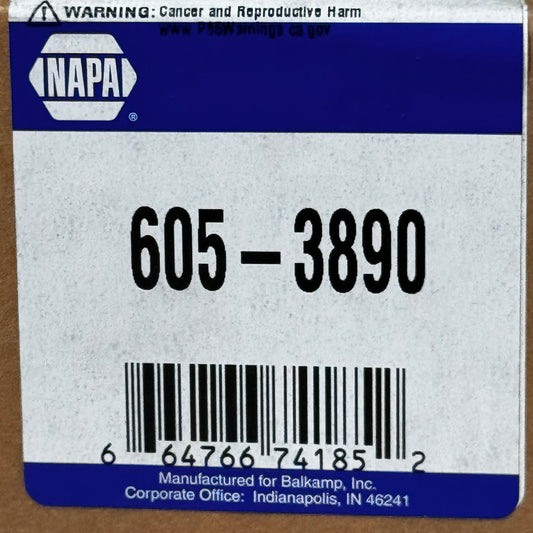 WARNING: Cancer and Reproductive Harm
www.P65Warnings.ca.gov
NAPA
®
605-3890
6 64766 74185 2
Manufactured for Balkamp, Inc.
Corporate Office: Indianapolis, IN 46241